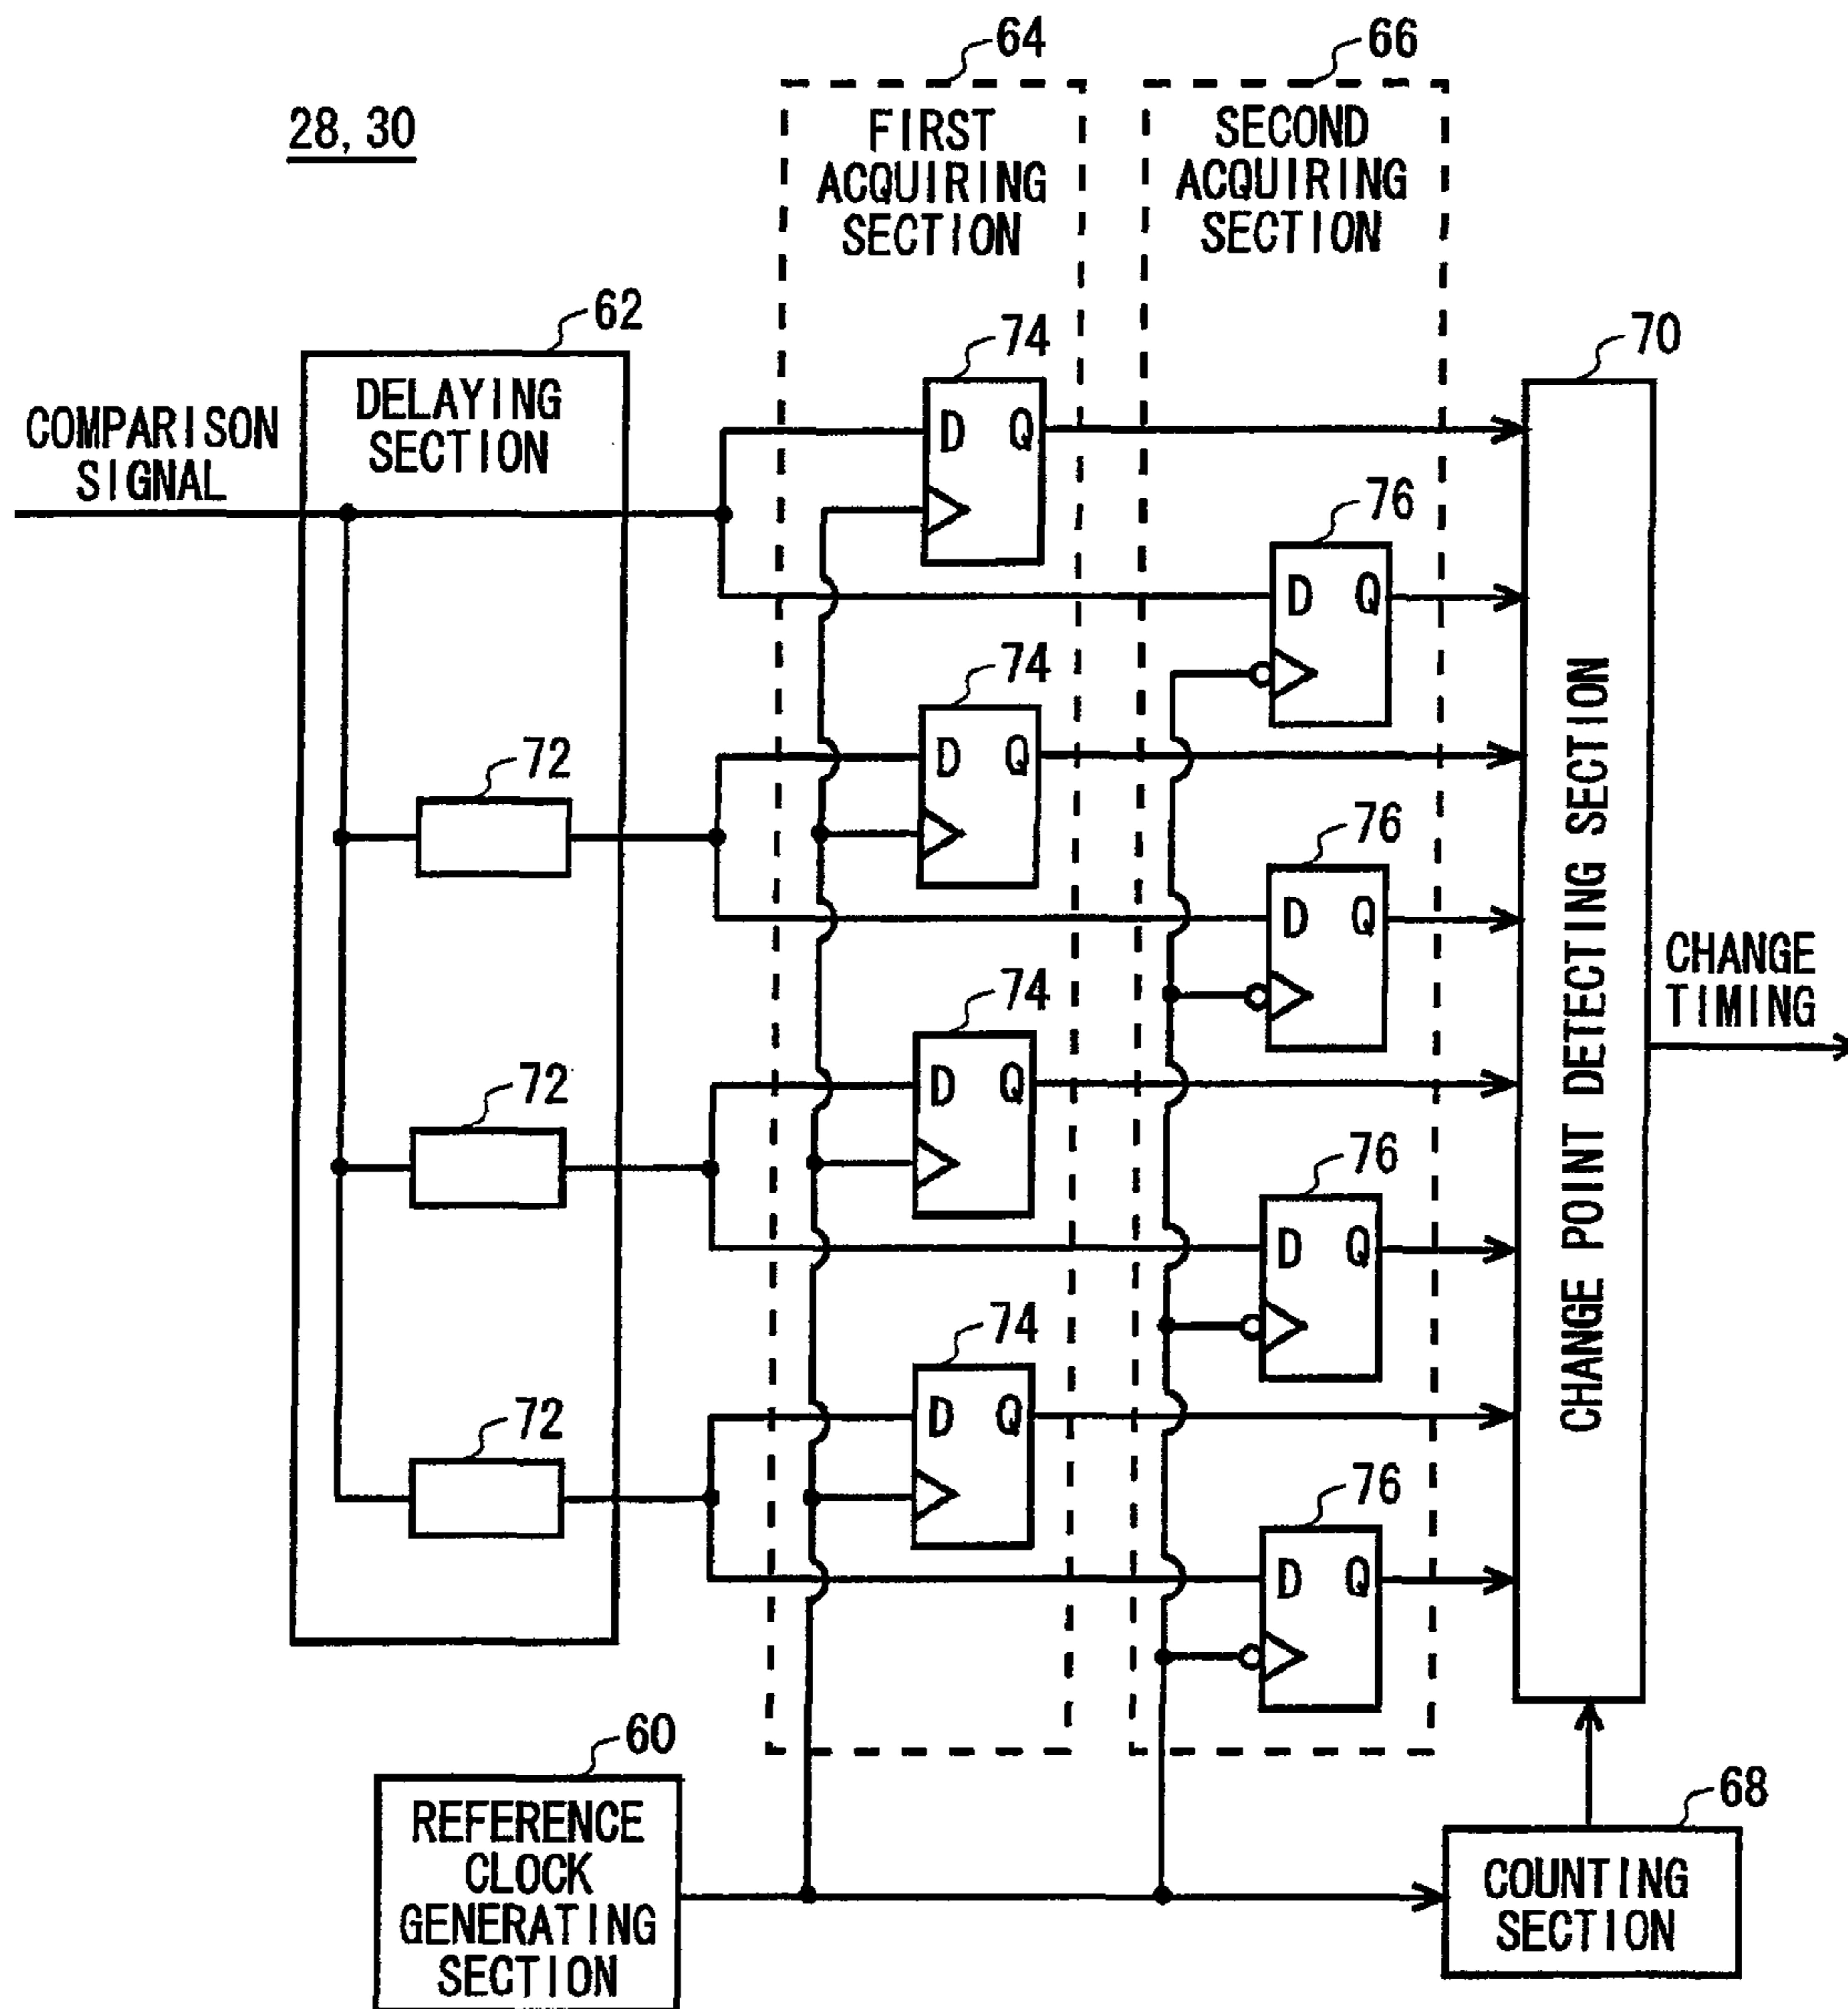 28, 30
64
FIRST
ACQUIRING
SECTION
66
SECOND
ACQUIRING
SECTION
62
DELAYING
SECTION
COMPARISON
SIGNAL
74
D Q
76
D Q
72
74
D Q
76
D Q
72
74
D Q
76
D Q
72
74
D Q
76
D Q
70
CHANGE POINT DETECTING SECTION
CHANGE
TIMING
60
REFERENCE
CLOCK
GENERATING
SECTION
68
COUNTING
SECTION